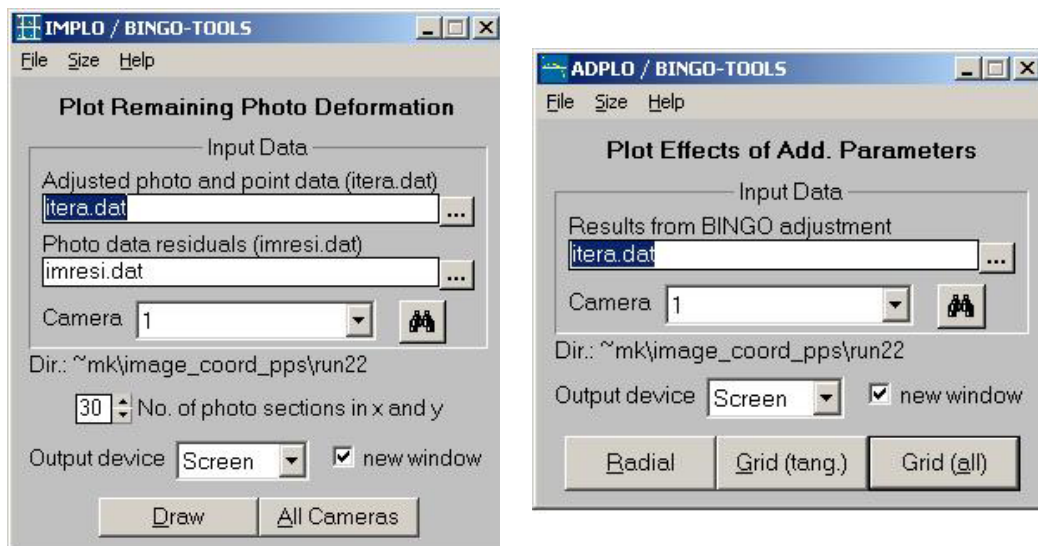 IMPLO / BINGO-TOOLS
File Size Help
Plot Remaining Photo Deformation
Input Data
Adjusted photo and point data (itera.dat)
itera.dat
...
Photo data residuals (imresi.dat)
imresi.dat
...
Camera 1
Dir.: ~mk\image_coord_pps\run22
30 No. of photo sections in x and y
Output device Screen new window
Draw All Cameras
ADPLO / BINGO-TOOLS
File Size Help
Plot Effects of Add. Parameters
Input Data
Results from BINGO adjustment
itera.dat
...
Camera 1
Dir.: ~mk\image_coord_pps\run22
Output device Screen new window
Radial Grid (tang.) Grid (all)